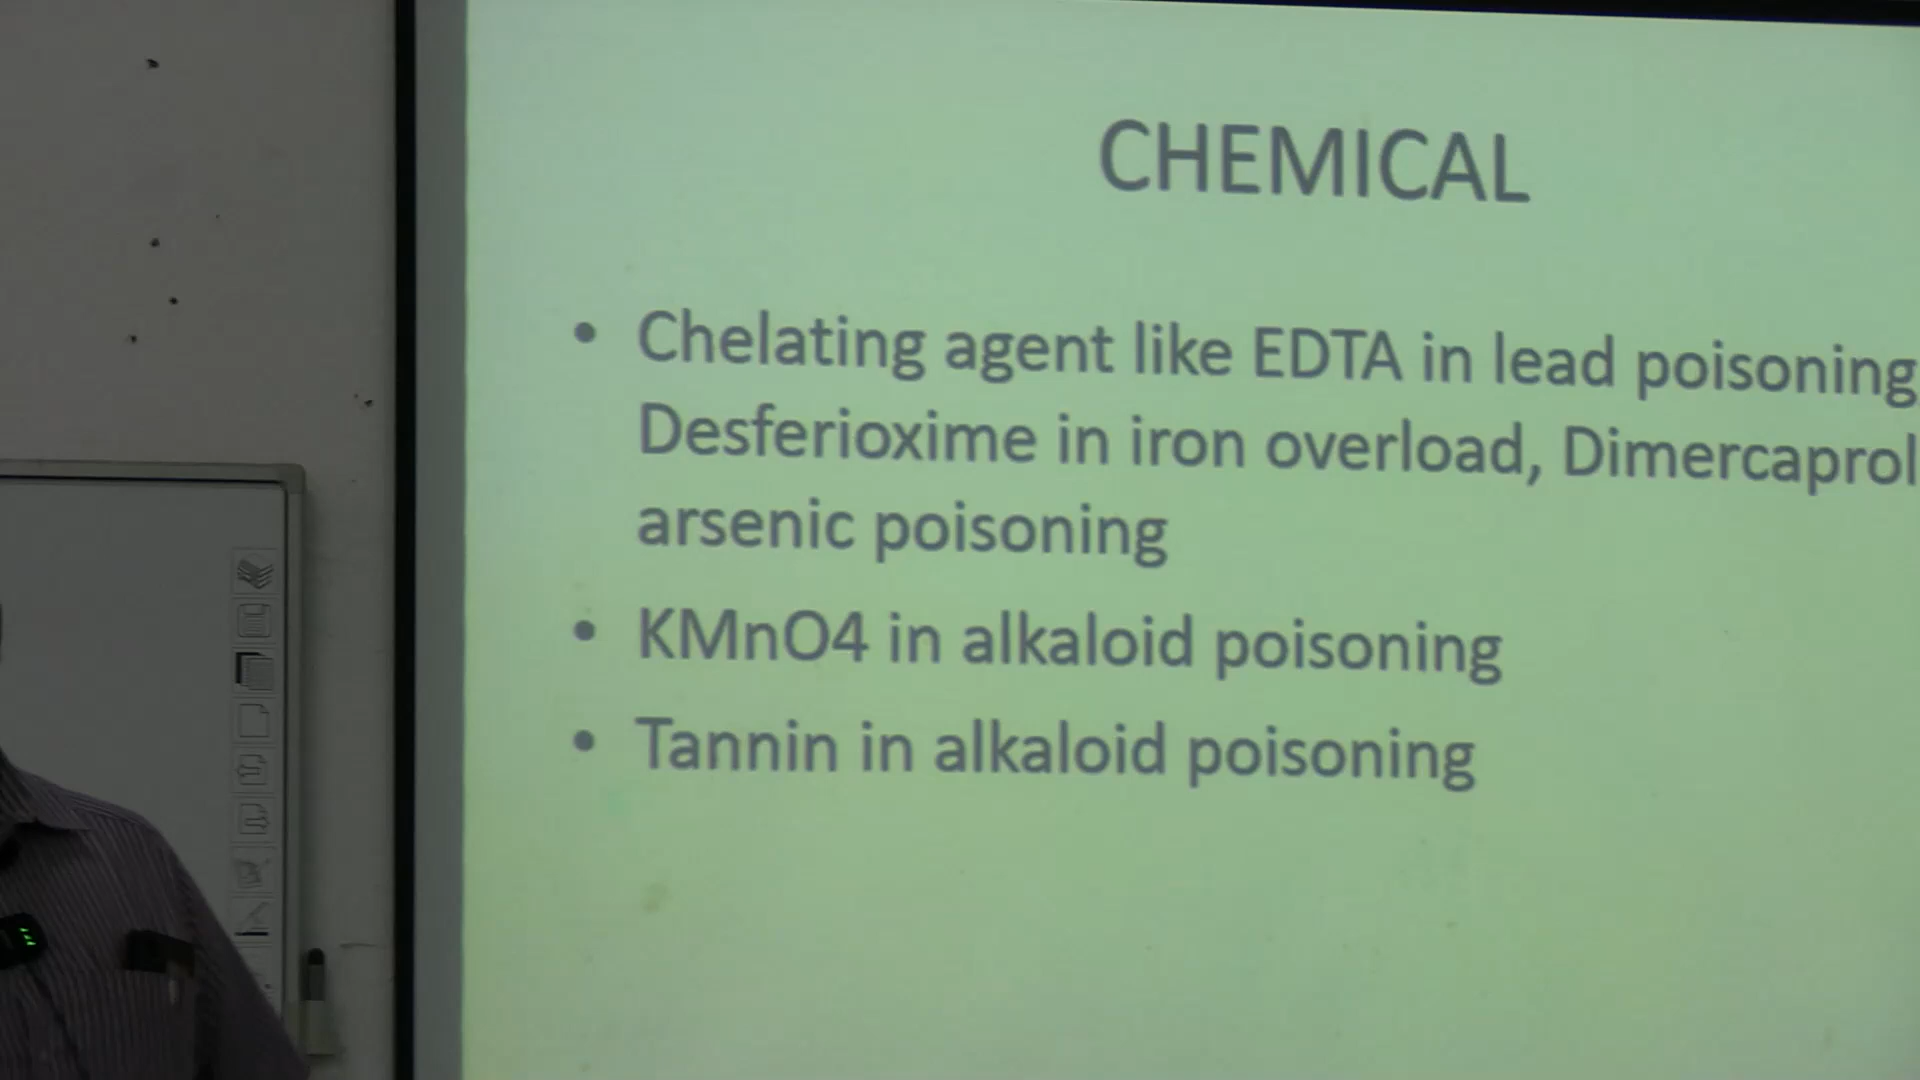 CHEMICAL
• Chelating agent like EDTA in lead poisoning
Desferioxime in iron overload, Dimercaprol
arsenic poisoning
• KMnO4 in alkaloid poisoning
• Tannin in alkaloid poisoning